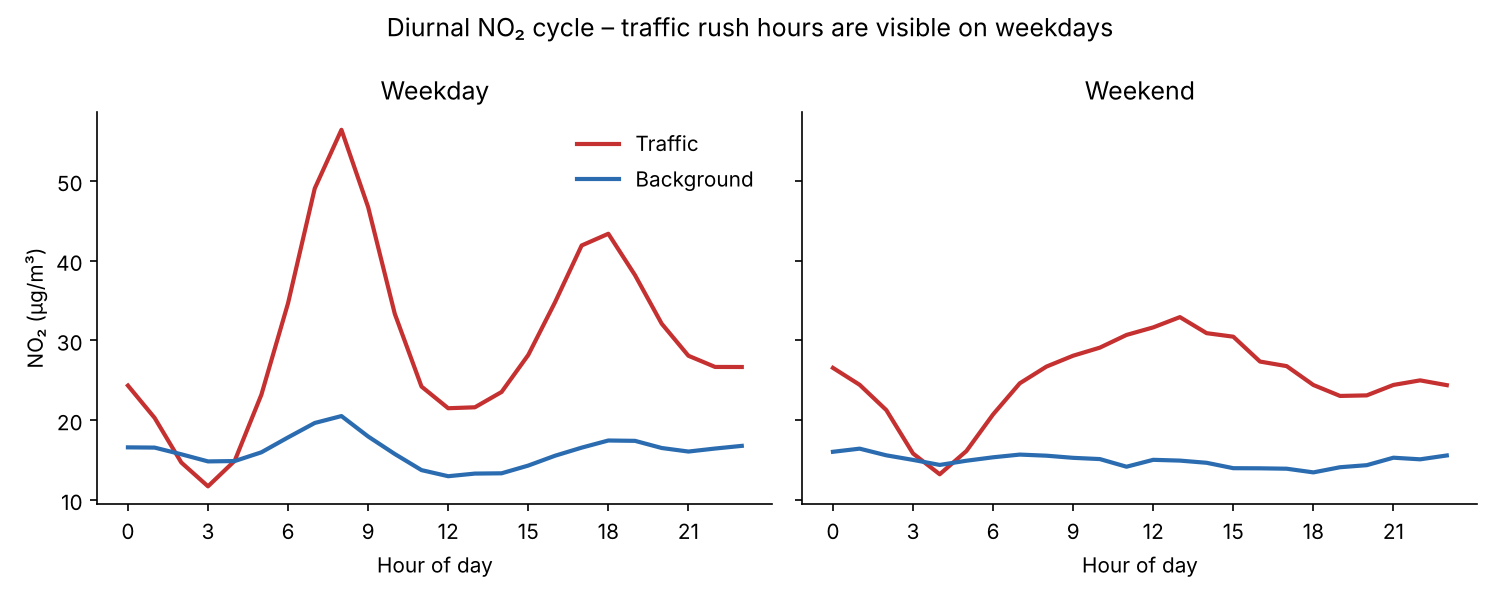 Diurnal NO₂ cycle – traffic rush hours are visible on weekdays
Weekday
Traffic
Background
NO₂ (µg/m³)
50
40
30
20
10
0 3 6 9 12 15 18 21
Hour of day
Weekend
0 3 6 9 12 15 18 21
Hour of day